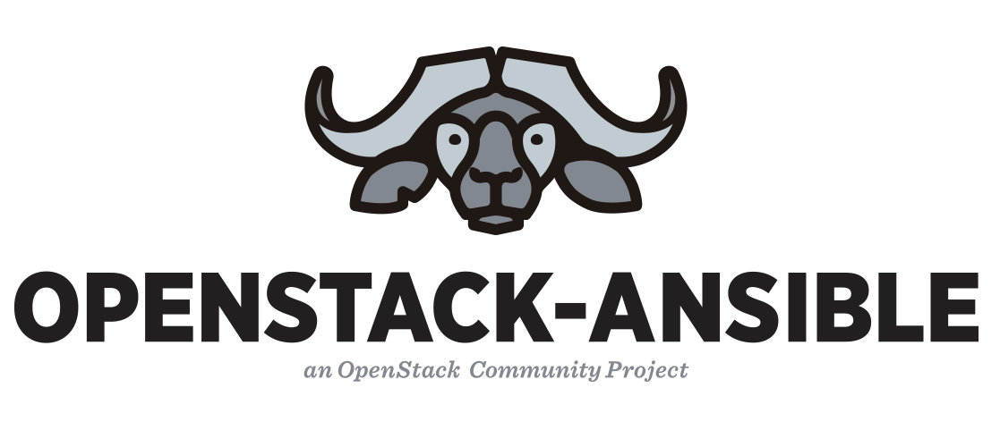 OPENSTACK-ANSIBLE
an OpenStack Community Project